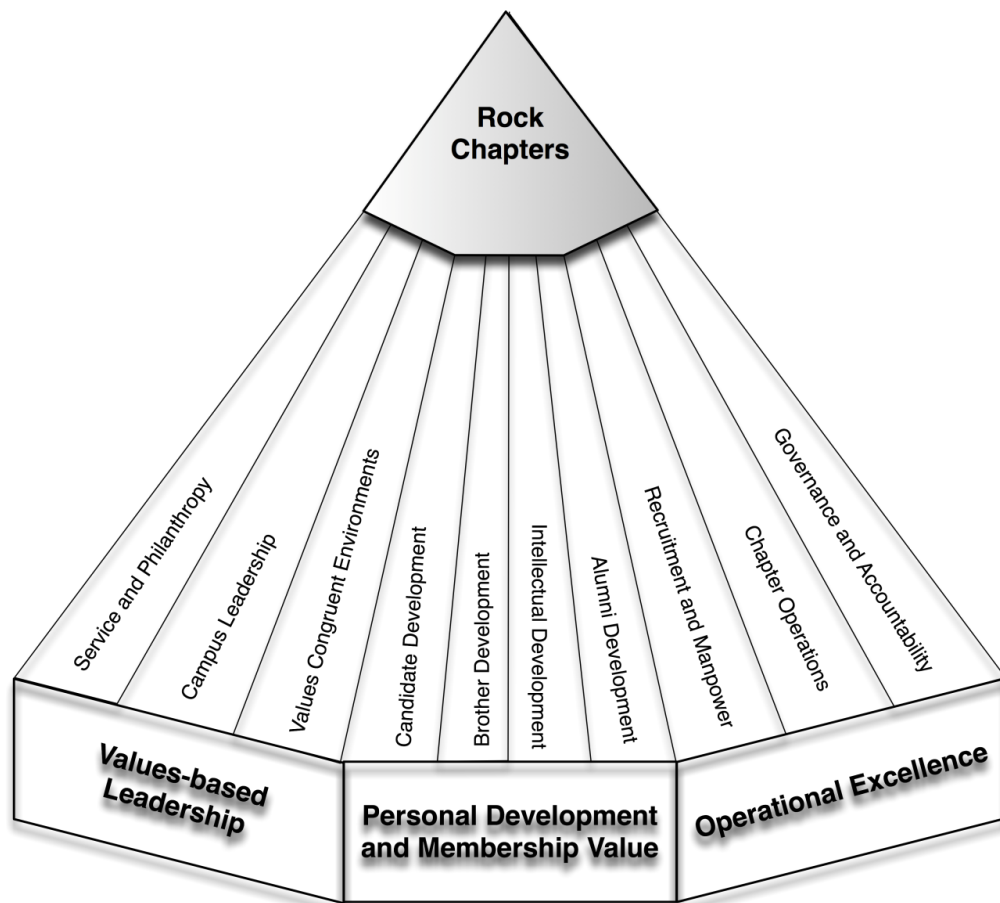 Rock
Chapters
Service and Philanthropy
Campus Leadership
Values Congruent Environments
Candidate Development
Brother Development
Intellectual Development
Alumni Development
Recruitment and Manpower
Chapter Operations
Governance and Accountability
Values-based
Leadership
Personal Development
and Membership Value
Operational Excellence